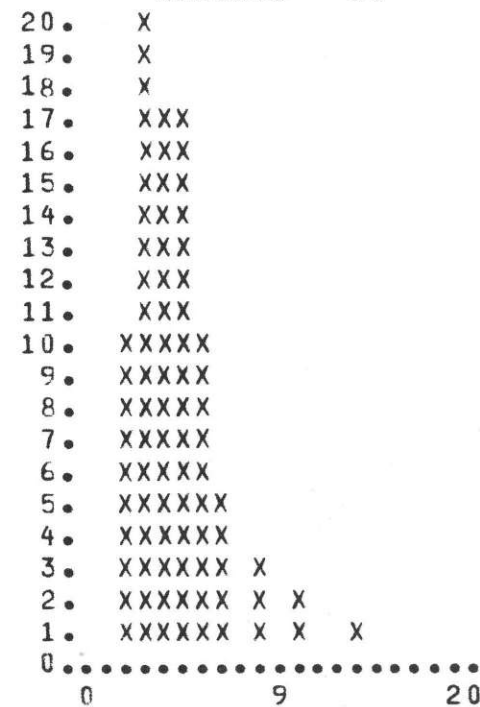 20.   X
19.   X
18.   X
17.   XXX
16.   XXX
15.   XXX
14.   XXX
13.   XXX
12.   XXX
11.   XXX
10.  XXXXX
9.  XXXXX
8.  XXXXX
7.  XXXXX
6.  XXXXX
5.  XXXXXX
4.  XXXXXX
3.  XXXXXX X
2.  XXXXXX X X
1.  XXXXXX X X  X
0......................
0         9         20